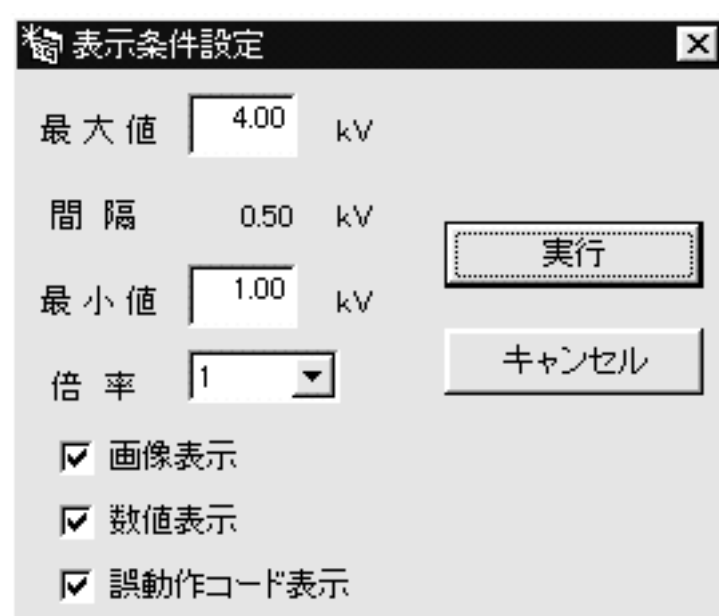 表示条件設定
最大値 4.00 kV
間隔 0.50 kV
実行
最小値 1.00 kV
キャンセル
倍率 1
画像表示
数値表示
誤動作コード表示